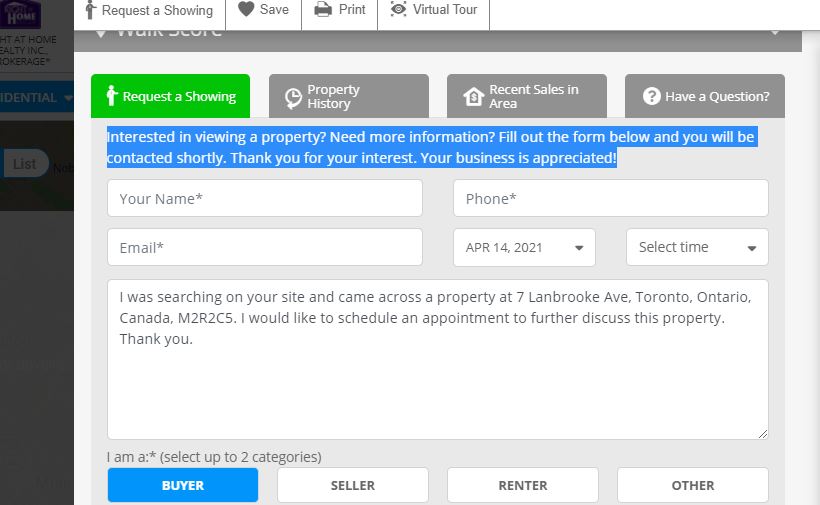 Request a Showing
Save
Print
Virtual Tour
HOME
HT AT HOME
EALTY INC.,
ROKERAGE*
Walk Score
IDENTIAL
List
Request a Showing
Property
History
Recent Sales in
Area
Have a Question?
Interested in viewing a property? Need more information? Fill out the form below and you will be
contacted shortly. Thank you for your interest. Your business is appreciated!
Your Name*
Phone*
Email*
APR 14, 2021
Select time
I was searching on your site and came across a property at 7 Lanbrooke Ave, Toronto, Ontario,
Canada, M2R2C5. I would like to schedule an appointment to further discuss this property.
Thank you.
I am a:* (select up to 2 categories)
BUYER
SELLER
RENTER
OTHER